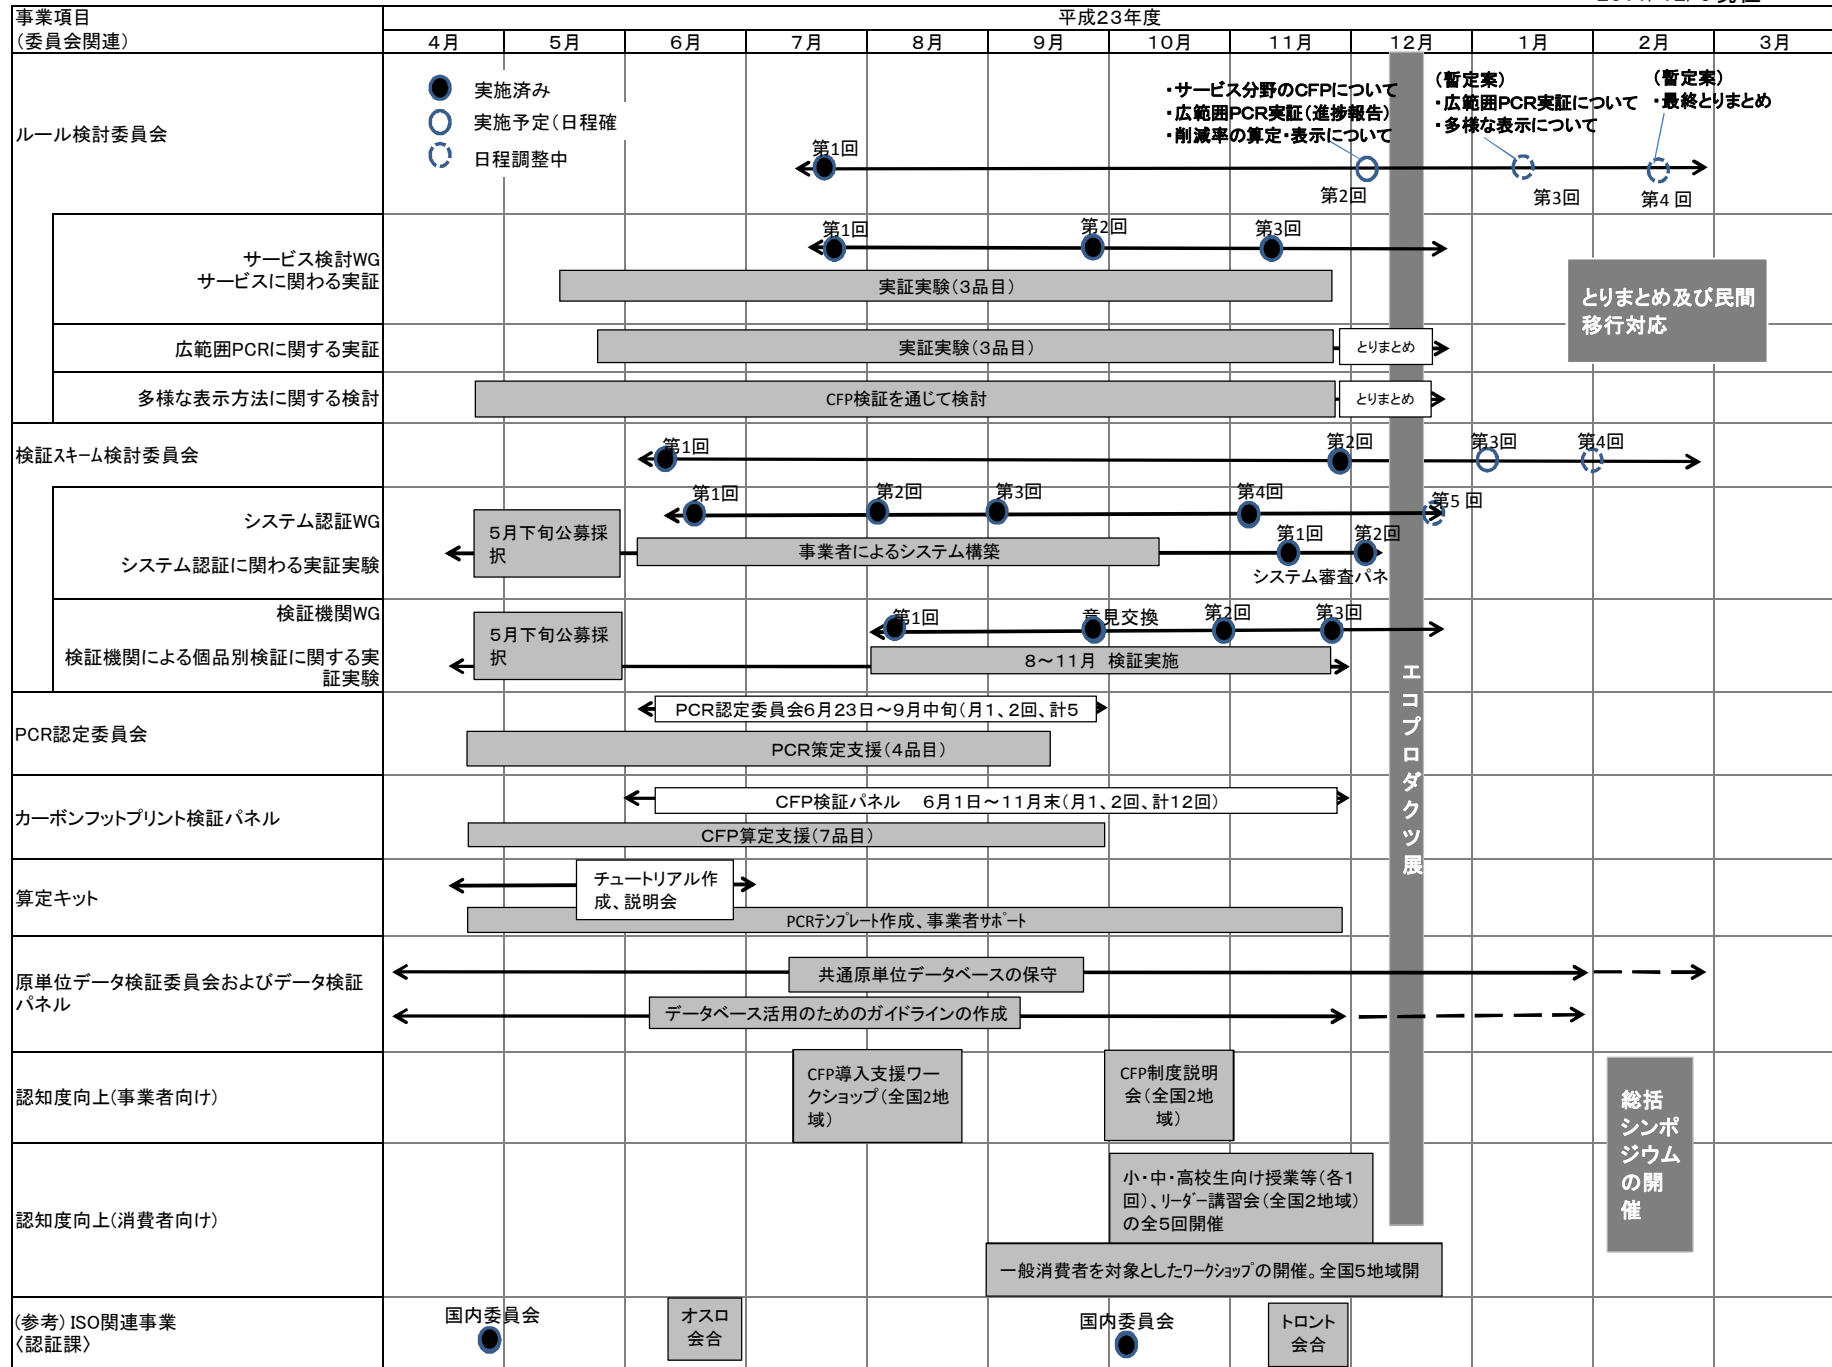 事業項目
(委員会関連)
平成23年度
4月 5月 6月 7月 8月 9月 10月 11月 12月 1月 2月 3月
実施済み
実施予定(日程確
日程調整中
ルール検討委員会
・サービス分野のCFPについて
・広範囲PCR実証(進捗報告)
・削減率の算定・表示について
(暫定案)
・広範囲PCR実証について
・多様な表示について
(暫定案)
・最終とりまとめ
第1回
第2回
第3回
第4 回
サービス検討WG
サービスに関わる実証
第1回
第2回
第3回
実証実験(3品目)
とりまとめ及び民間
移行対応
広範囲PCRに関する実証
実証実験(3品目)
とりまとめ
多様な表示方法に関する検討
CFP検証を通じて検討
とりまとめ
検証スキーム検討委員会
第1回
第2回
第3回
第4回
システム認証WG
システム認証に関わる実証実験
第1回
第2回
第3回
第4回
第5 回
5月下旬公募採
択
事業者によるシステム構築
第1回
第2回
システム審査パネ
検証機関WG
検証機関による個品別検証に関する実
証実験
5月下旬公募採
択
第1回
意見交換
第2回
第3回
8～11月 検証実施
エコプロダクツ展
PCR認定委員会
PCR認定委員会6月23日～9月中旬(月1、2回、計5
PCR策定支援(4品目)
カーボンフットプリント検証パネル
CFP検証パネル 6月1日～11月末(月1、2回、計12回)
CFP算定支援(7品目)
算定キット
チュートリアル作
成、説明会
PCRテンプレート作成、事業者サポート
原単位データ検証委員会およびデータ検証
パネル
共通原単位データベースの保守
データベース活用のためのガイドラインの作成
認知度向上(事業者向け)
CFP導入支援ワー
クショップ(全国2地
域)
CFP制度説明
会(全国2地
域)
総括
シンポ
ジウム
の開
催
認知度向上(消費者向け)
小・中・高校生向け授業等(各1
回)、リーダー講習会(全国2地域)
の全5回開催
一般消費者を対象としたワークショップの開催。全国5地域開
(参考) ISO関連事業
〈認証課〉
国内委員会
オスロ
会合
国内委員会
トロント
会合